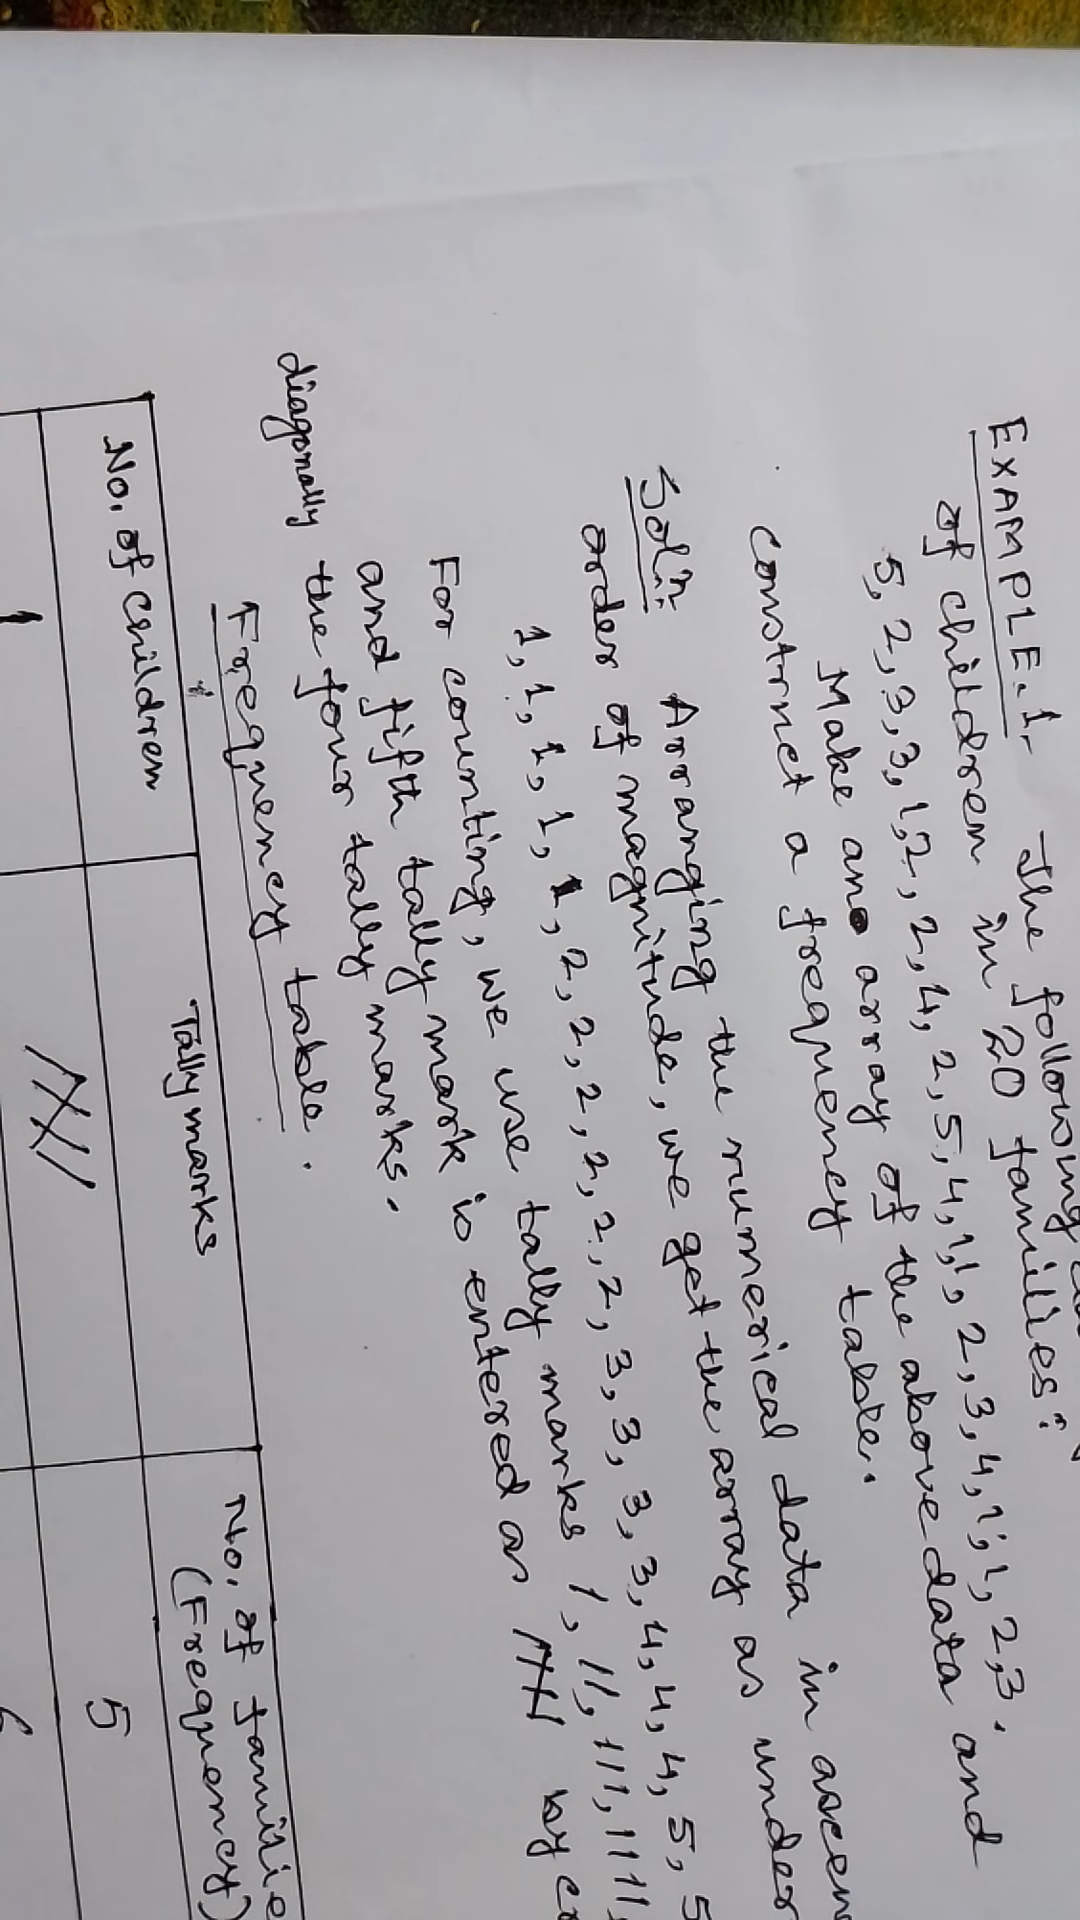 EXAMPLE.1. The following
of children in 20 families:
5, 2, 3, 3, 1, 2, 2, 4, 2, 5, 4, 1, 1, 2, 3, 4, 1, 1, 2, 3.
Make an array of the above data and
construct a frequency table.
Soln: Arranging the numerical data in ascen
order of magnitude, we get the array as under
1, 1, 1, 1, 1, 2, 2, 2, 2, 2, 2, 3, 3, 3, 3, 4, 4, 4, 5, 5
For counting, we use tally marks /, //, ///, ////,
and fifth tally mark is entered as by cr
diagonally the four tally marks.
Frequency table.
No. of children Tally marks No. of familie
(Frequency)
1 5
6